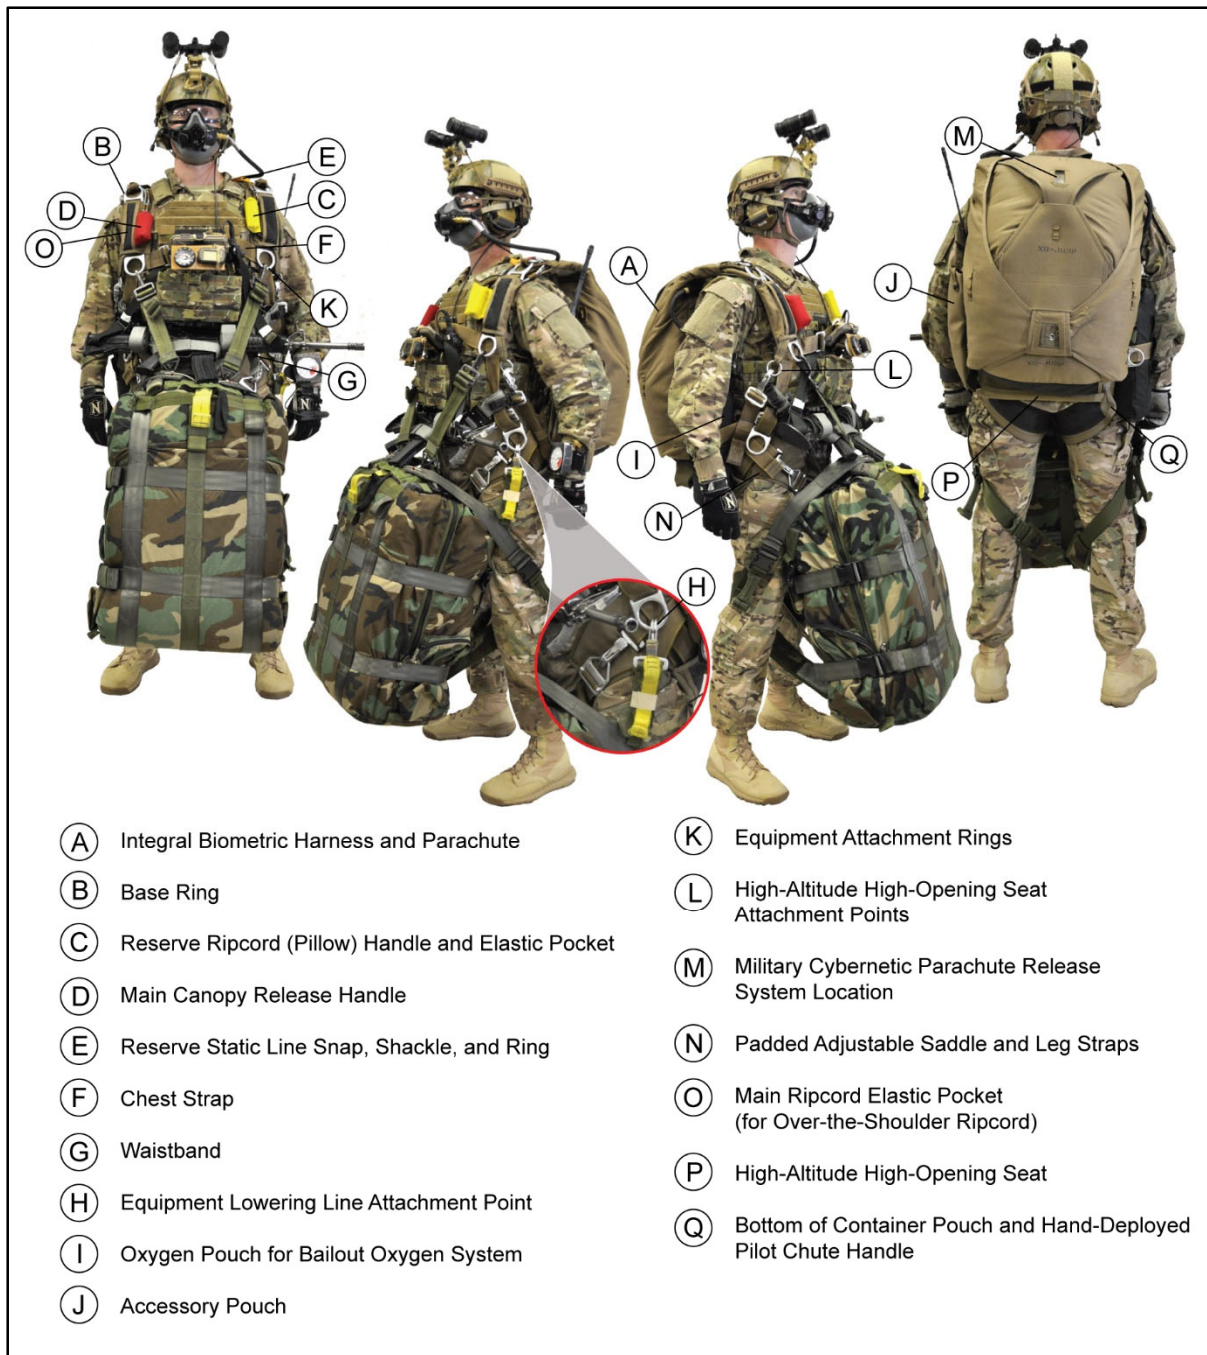 B
E
D
C
O
F
K
G
A
L
I
N
H
M
J
P
Q
N
N
A Integral Biometric Harness and Parachute
B Base Ring
C Reserve Ripcord (Pillow) Handle and Elastic Pocket
D Main Canopy Release Handle
E Reserve Static Line Snap, Shackle, and Ring
F Chest Strap
G Waistband
H Equipment Lowering Line Attachment Point
I Oxygen Pouch for Bailout Oxygen System
J Accessory Pouch
K Equipment Attachment Rings
L High-Altitude High-Opening Seat
Attachment Points
M Military Cybernetic Parachute Release
System Location
N Padded Adjustable Saddle and Leg Straps
O Main Ripcord Elastic Pocket
(for Over-the-Shoulder Ripcord)
P High-Altitude High-Opening Seat
Q Bottom of Container Pouch and Hand-Deployed
Pilot Chute Handle